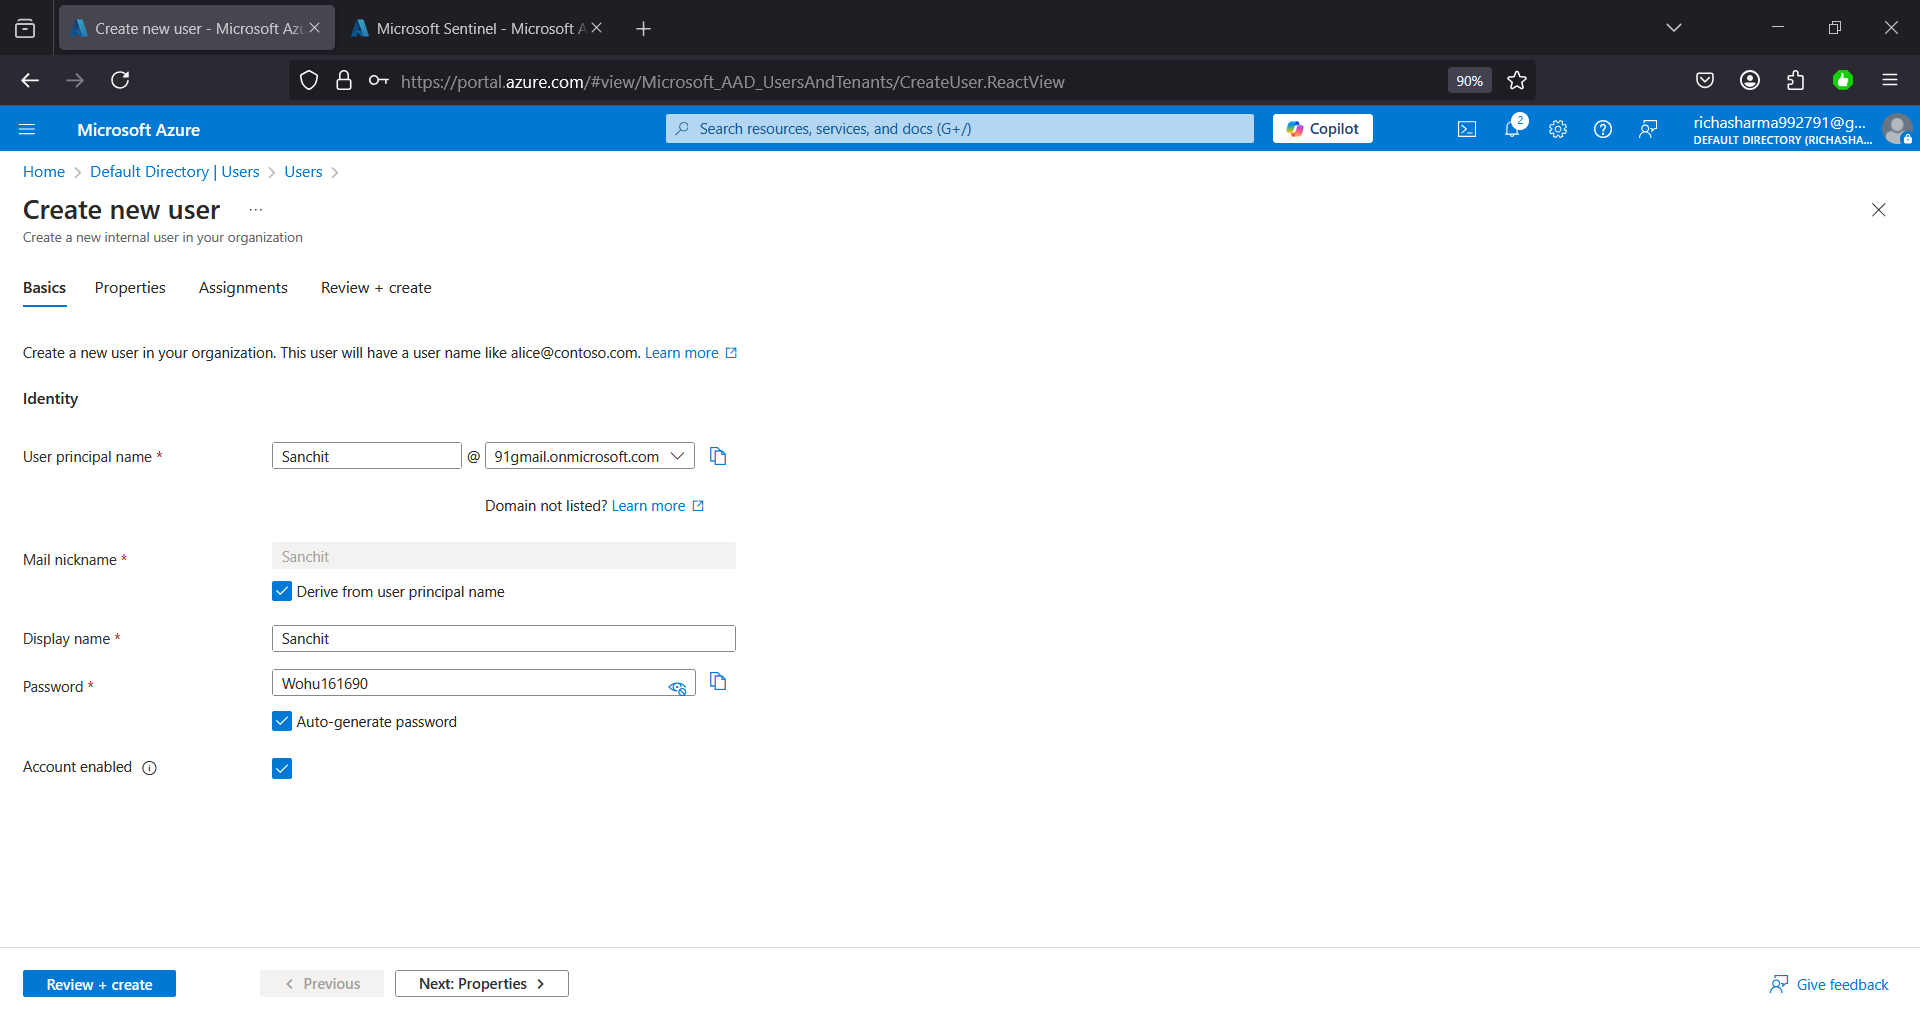 Create new user - Microsoft Azu
Microsoft Sentinel - Microsoft A
https://portal.azure.com/#view/Microsoft_AAD_UsersAndTenants/CreateUser.ReactView
90%
Microsoft Azure
Search resources, services, and docs (G+/)
Copilot
2
richasharma992791@g...
DEFAULT DIRECTORY (RICHASHA...
Home > Default Directory | Users > Users >
Create new user ...
Create a new internal user in your organization
Basics Properties Assignments Review + create
Create a new user in your organization. This user will have a user name like alice@contoso.com. Learn more
Identity
User principal name * Sanchit @ 91gmail.onmicrosoft.com
Domain not listed? Learn more
Mail nickname * Sanchit
Derive from user principal name
Display name * Sanchit
Password * Wohu161690
Auto-generate password
Account enabled
Review + create < Previous Next: Properties > Give feedback